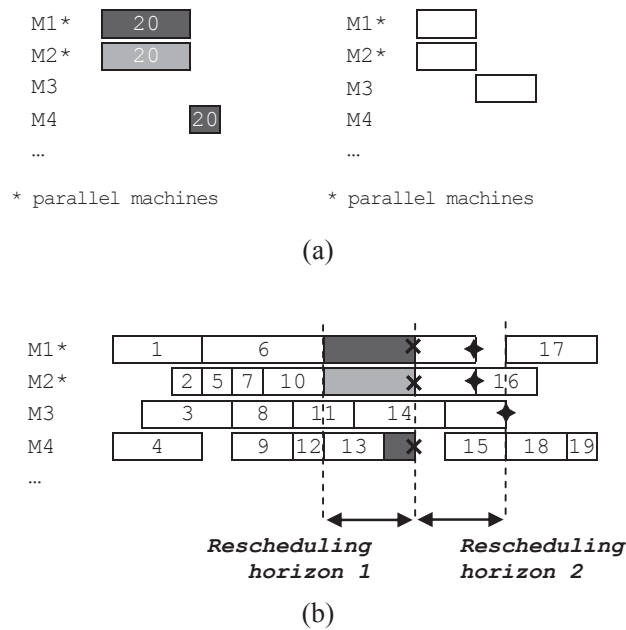 M1* 20 M1*
M2* 20 M2*
M3 M3
M4 20 M4
… …
* parallel machines * parallel machines
(a)
M1* 1 6 17
M2* 2 5 7 10 16
M3 3 8 11 14
M4 4 9 12 13 15 18 19
…
Rescheduling Rescheduling
horizon 1 horizon 2
(b)